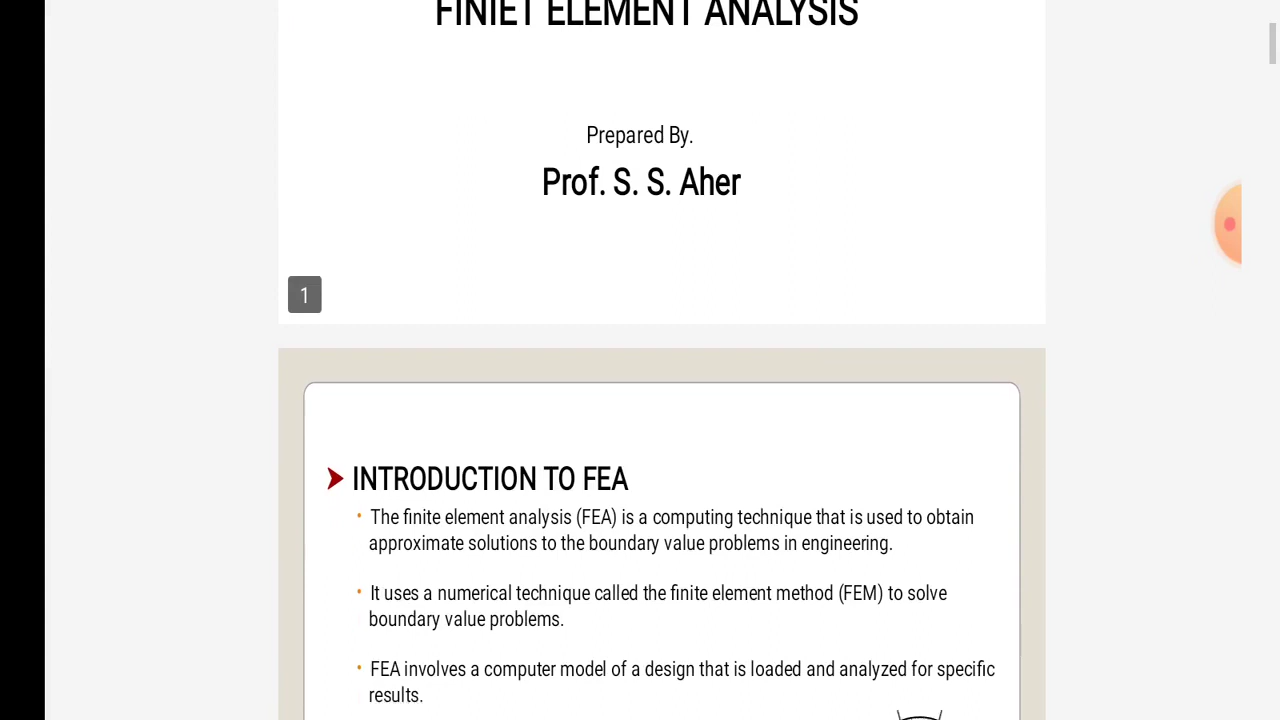 FINIET ELEMENT ANALYSIS
Prepared By.
Prof. S. S. Aher
1
INTRODUCTION TO FEA
• The finite element analysis (FEA) is a computing technique that is used to obtain
approximate solutions to the boundary value problems in engineering.
• It uses a numerical technique called the finite element method (FEM) to solve
boundary value problems.
• FEA involves a computer model of a design that is loaded and analyzed for specific
results.